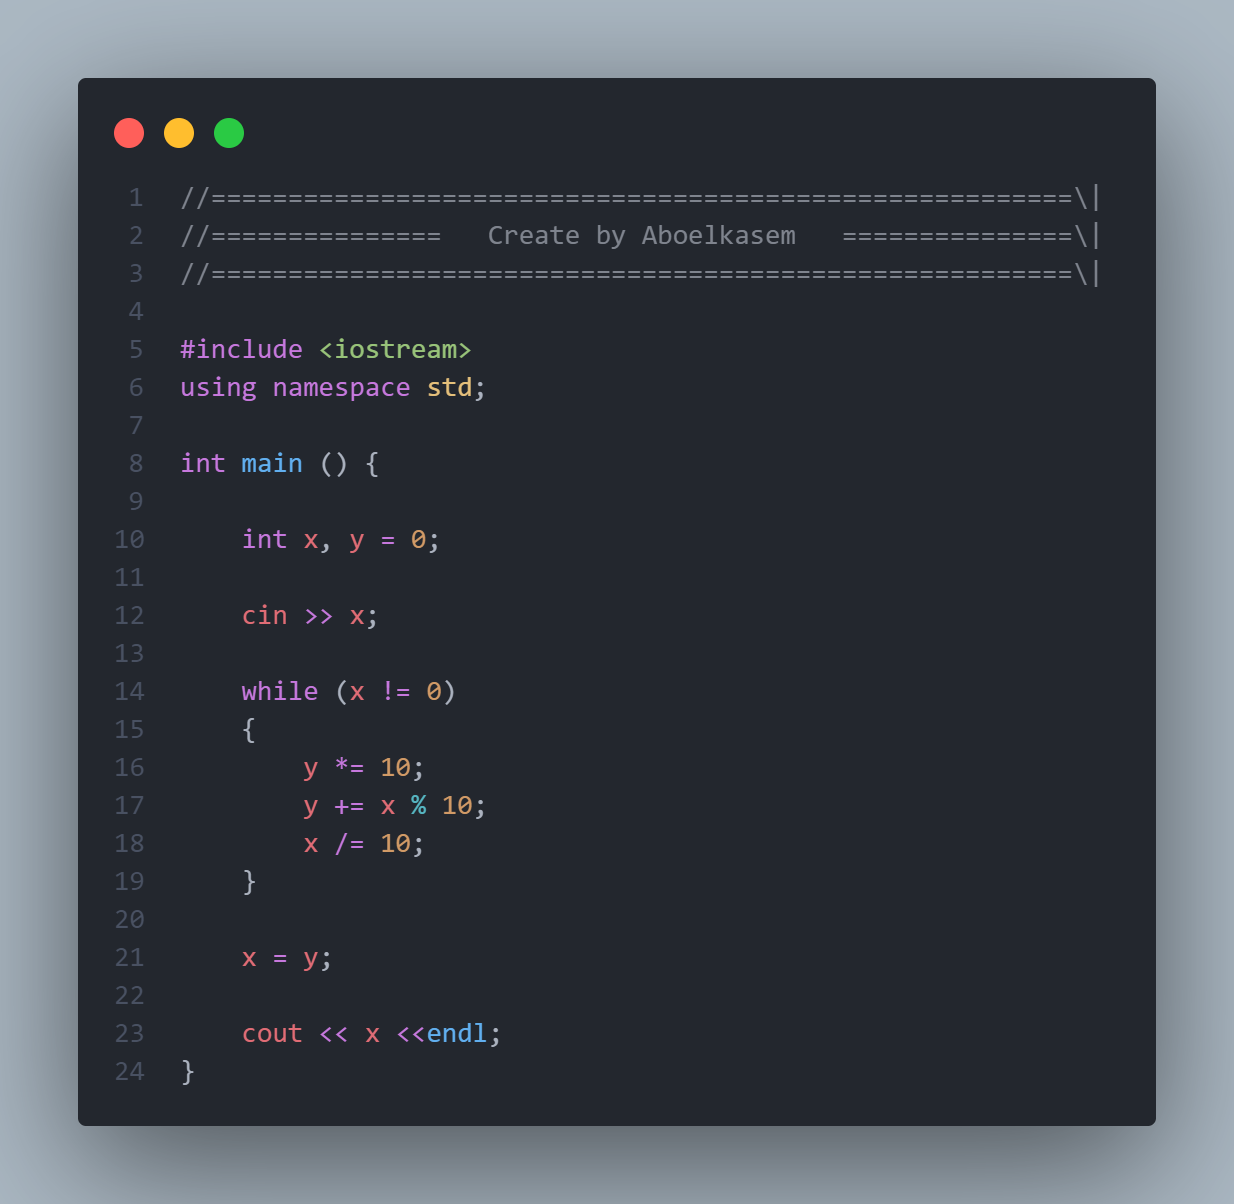 1 //========================================================\|
2 //===============   Create by Aboelkasem   ===============\|
3 //========================================================\|
4
5 #include <iostream>
6 using namespace std;
7
8 int main () {
9
10     int x, y = 0;
11
12     cin >> x;
13
14     while (x != 0)
15     {
16         y *= 10;
17         y += x % 10;
18         x /= 10;
19     }
20
21     x = y;
22
23     cout << x <<endl;
24 }